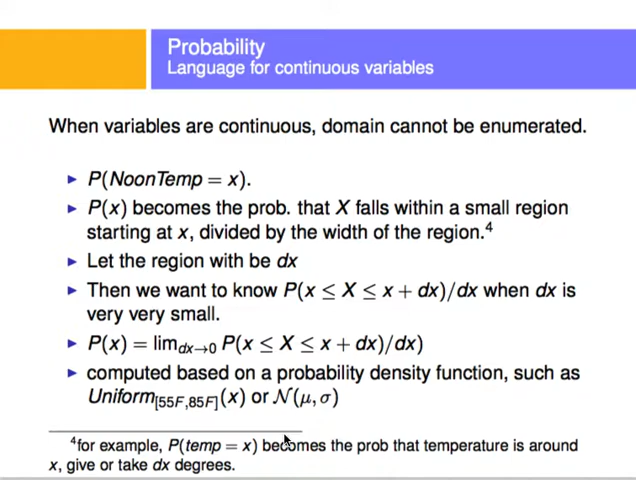 Probability
Language for continuous variables
When variables are continuous, domain cannot be enumerated.
► P(NoonTemp = x).
► P(x) becomes the prob. that X falls within a small region
starting at x, divided by the width of the region.⁴
► Let the region with be dx
► Then we want to know P(x ≤ X ≤ x + dx)/dx when dx is
very very small.
► P(x) = lim_{dx→0} P(x ≤ X ≤ x + dx)/dx)
► computed based on a probability density function, such as
Uniform_{[55F,85F]}(x) or 𝒩(μ, σ)
⁴for example, P(temp = x) becomes the prob that temperature is around
x, give or take dx degrees.